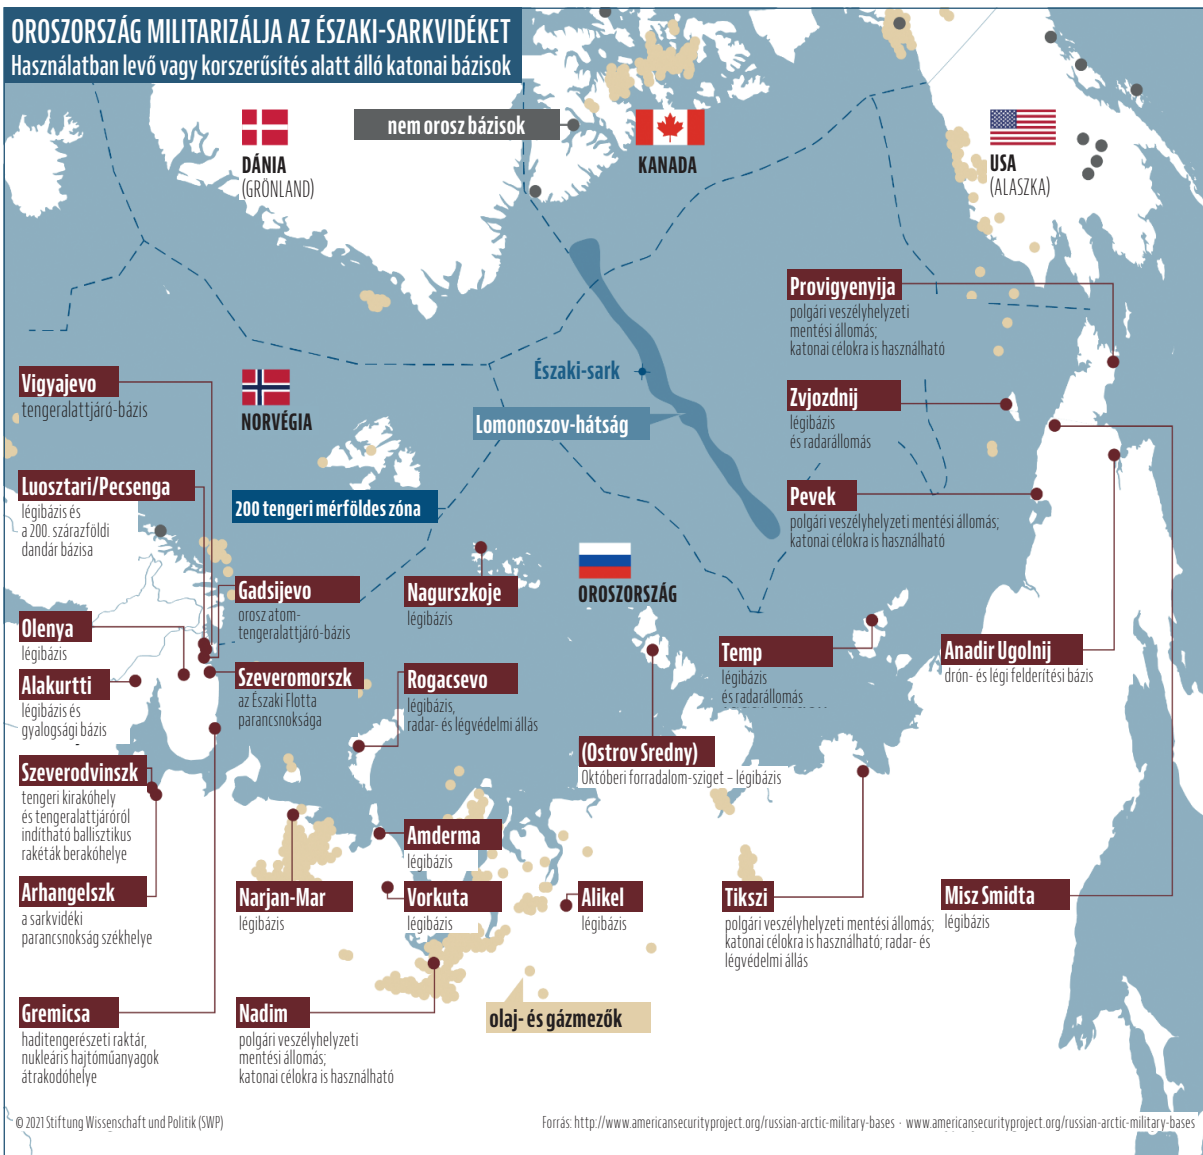 OROSZORSZÁG MILITARIZÁLJA AZ ÉSZAKI-SARKVIDÉKET
Használatban levő vagy korszerűsítés alatt álló katonai bázisok
nem orosz bázisok
DÁNIA
(GRÖNLAND)
KANADA
USA
(ALASZKA)
Provigyenyija
polgári veszélyhelyzeti
mentési állomás;
katonai célokra is használható
Északi-sark
Vigyajevo
tengeralattjáró-bázis
NORVÉGIA
Lomonoszov-hátság
Zvjozdnij
légibázis
és radarállomás
Luosztari/Pecsenga
légibázis és
a 200. szárazföldi
dandár bázisa
200 tengeri mérföldes zóna
Pevek
polgári veszélyhelyzeti mentési állomás;
katonai célokra is használható
Gadsijevo
orosz atom-
tengeralattjáró-bázis
Nagurszkoje
légibázis
OROSZORSZÁG
Olenya
légibázis
Temp
légibázis
és radarállomás
Anadir Ugolnij
drón- és légi felderítési bázis
Alakurtti
légibázis és
gyalogsági bázis
Szeveromorszk
az Északi Flotta
parancsnoksága
Rogacsevo
légibázis,
radar- és légvédelmi állás
(Ostrov Sredny)
Októberi forradalom-sziget – légibázis
Szeverodvinszk
tengeri kirakóhely
és tengeralattjáróról
indítható ballisztikus
rakéták berakóhelye
Amderma
légibázis
Arhangelszk
a sarkvidéki
parancsnokság székhelye
Narjan-Mar
légibázis
Vorkuta
légibázis
Alikel
légibázis
Tikszi
polgári veszélyhelyzeti mentési állomás;
katonai célokra is használható; radar- és
légvédelmi állás
Misz Smidta
légibázis
Gremicsa
haditengerészeti raktár,
nukleáris hajtóműanyagok
átrakodóhelye
Nadim
polgári veszélyhelyzeti
mentési állomás;
katonai célokra is használható
olaj- és gázmezők
© 2021 Stiftung Wissenschaft und Politik (SWP)
Forrás: http://www.americansecurityproject.org/russian-arctic-military-bases · www.americansecurityproject.org/russian-arctic-military-bases